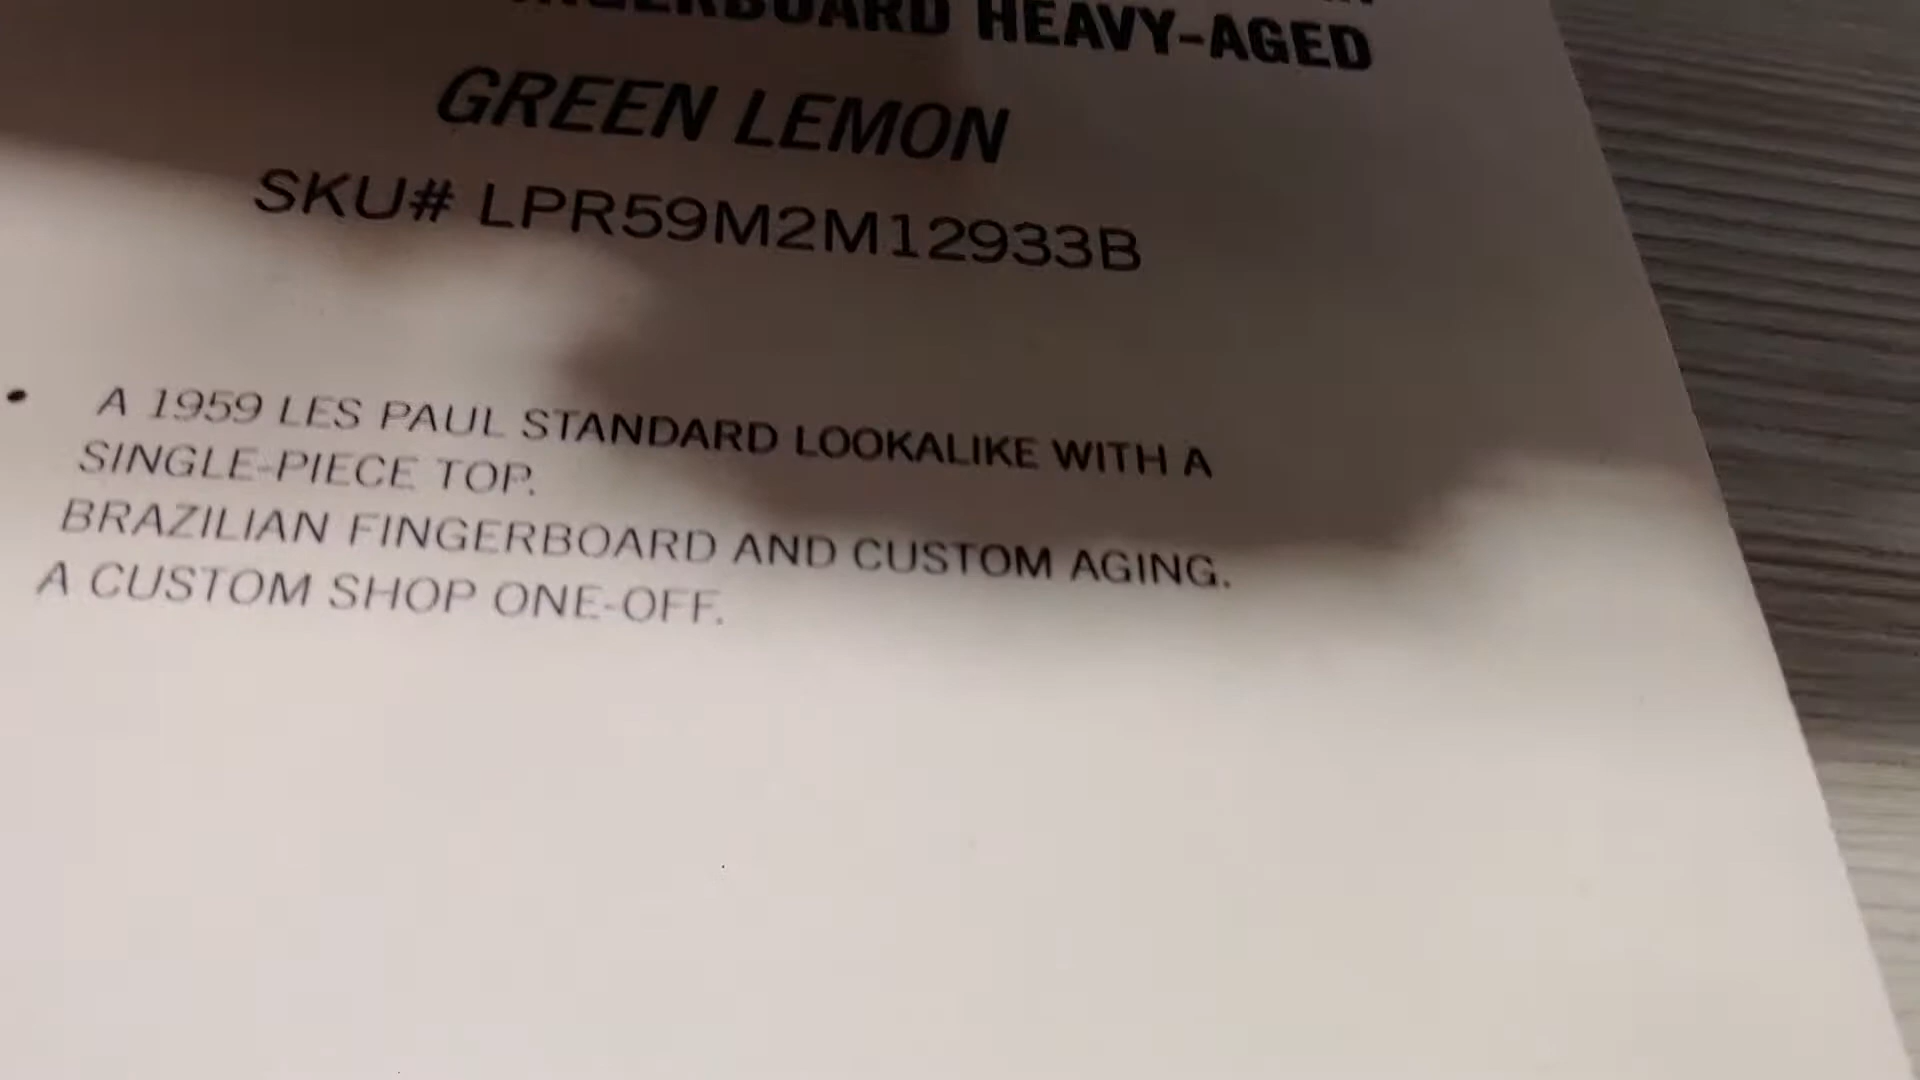 HEAVY-AGED
GREEN LEMON
SKU# LPR59M2M12933B
• A 1959 LES PAUL STANDARD LOOKALIKE WITH A
SINGLE-PIECE TOP.
BRAZILIAN FINGERBOARD AND CUSTOM AGING.
A CUSTOM SHOP ONE-OFF.